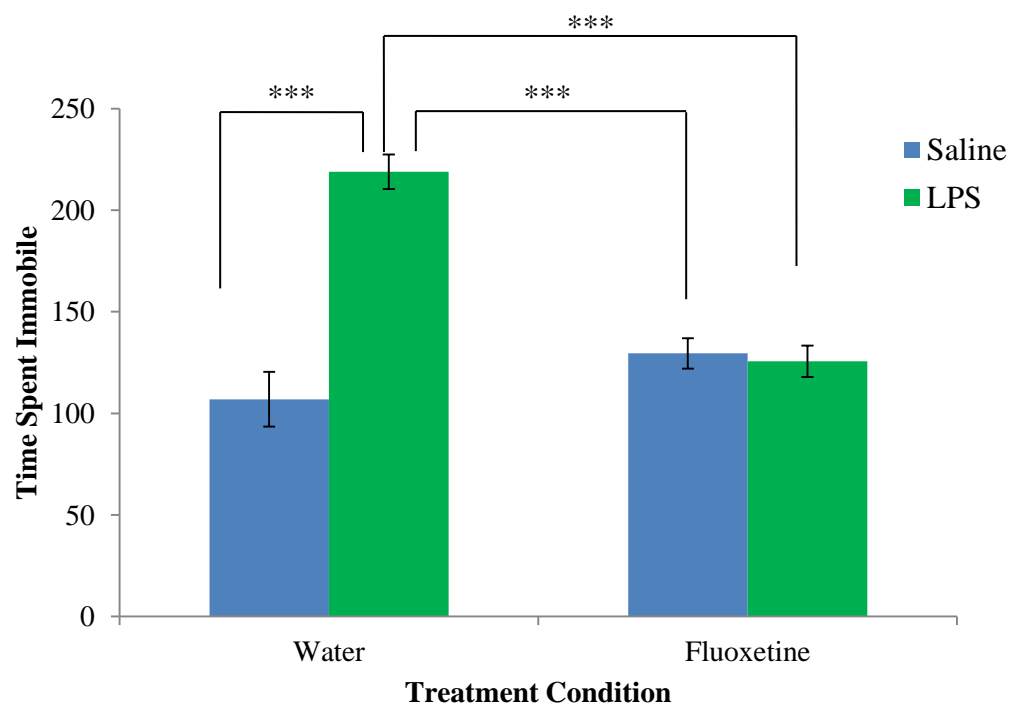 ***
***
***
250
200
150
100
50
0
Time Spent Immobile
Saline
LPS
Water
Fluoxetine
Treatment Condition